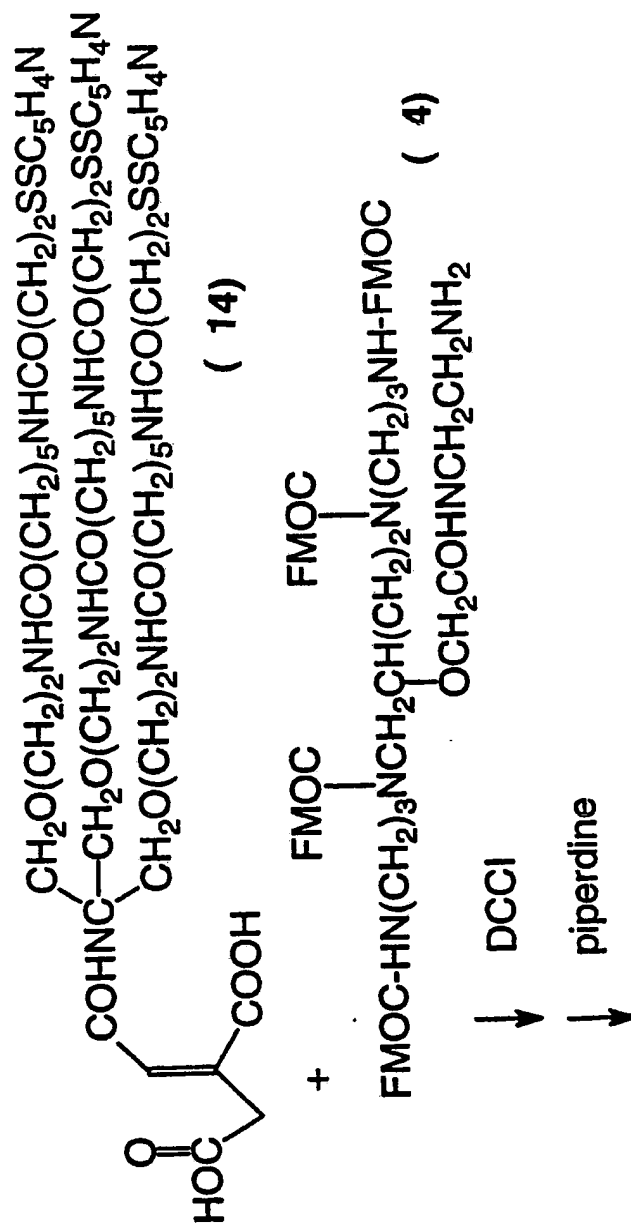 CH2O(CH2)2NHCO(CH2)5NHCO(CH2)2SSC5H4N
COHNC-CH2O(CH2)2NHCO(CH2)5NHCO(CH2)2SSC5H4N
CH2O(CH2)2NHCO(CH2)5NHCO(CH2)2SSC5H4N
( 14)
O
HOC
COOH
+
FMOC
FMOC
FMOC-HN(CH2)3NCH2CH(CH2)2N(CH2)3NH-FMOC
OCH2COHNCH2CH2NH2
( 4)
DCCI
piperdine